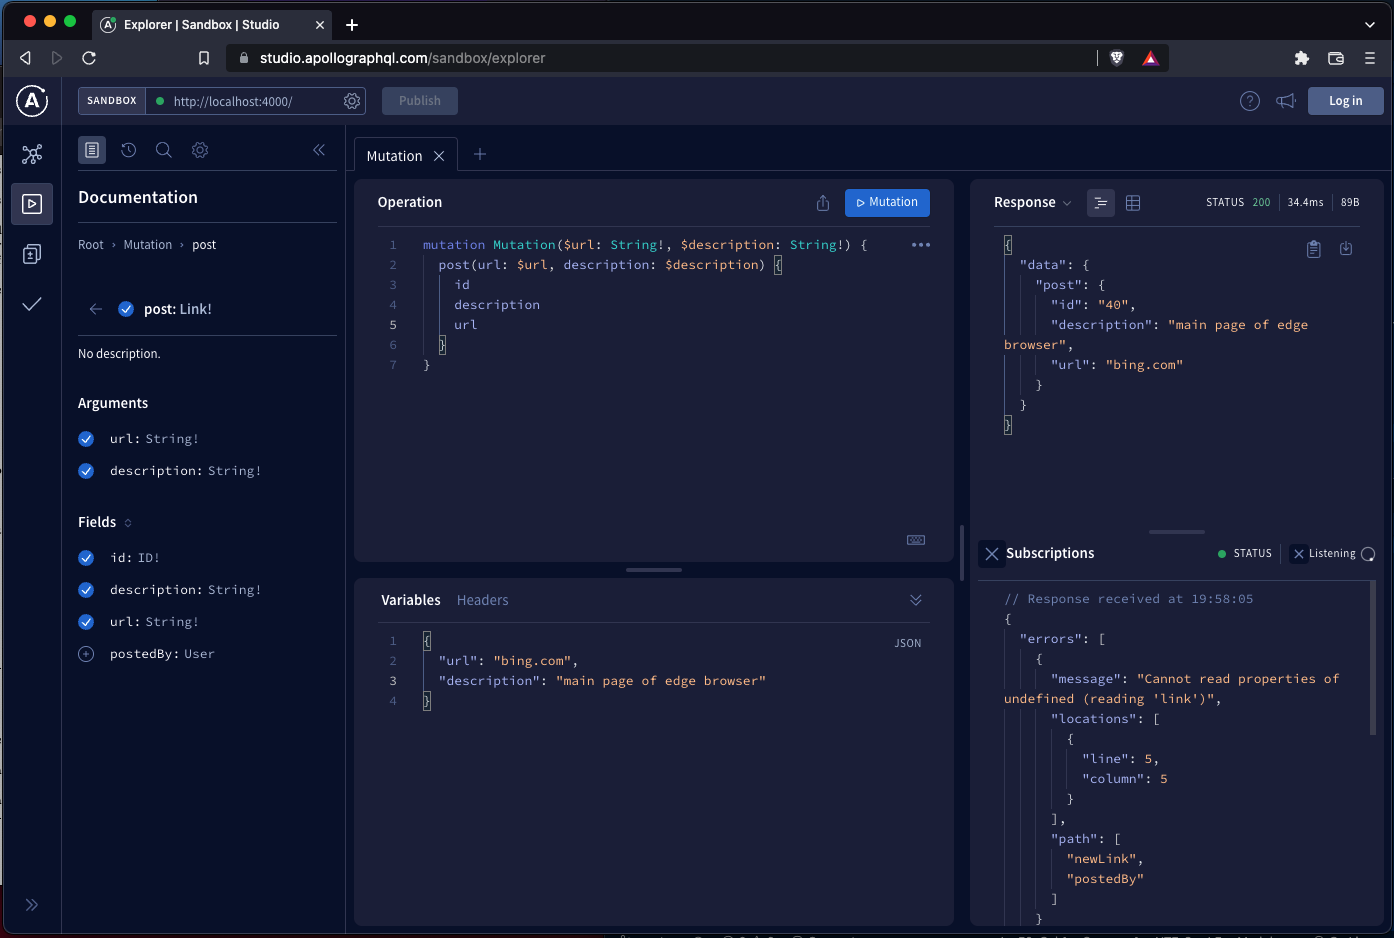 Explorer | Sandbox | Studio
studio.apollographql.com/sandbox/explorer
SANDBOX
http://localhost:4000/
Publish
Log in
Documentation
Root › Mutation › post
post: Link!
No description.
Arguments
url: String!
description: String!
Fields
id: ID!
description: String!
url: String!
postedBy: User
Mutation
Operation
Mutation
1 mutation Mutation($url: String!, $description: String!) {
2 post(url: $url, description: $description) {
3 id
4 description
5 url
6 }
7 }
Variables Headers
JSON
1 {
2 "url": "bing.com",
3 "description": "main page of edge browser"
4 }
Response
STATUS 200 34.4ms 89B
{
"data": {
"post": {
"id": "40",
"description": "main page of edge
browser",
"url": "bing.com"
}
}
}
Subscriptions
STATUS
Listening
// Response received at 19:58:05
{
"errors": [
{
"message": "Cannot read properties of
undefined (reading 'link')",
"locations": [
{
"line": 5,
"column": 5
}
],
"path": [
"newLink",
"postedBy"
]
}